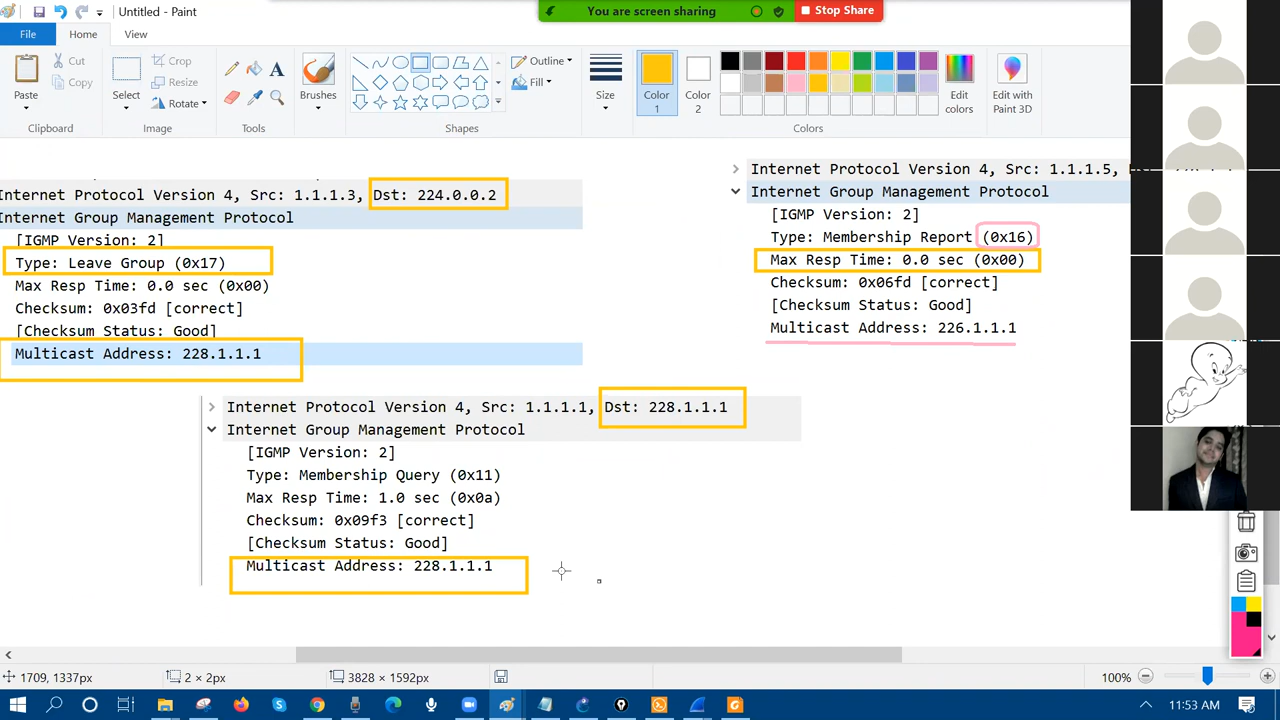 Untitled - Paint
You are screen sharing
Stop Share
File
Home
View
Paste
Cut
Copy
Clipboard
Select
Crop
Resize
Rotate
Image
Tools
Brushes
Outline
Fill
Shapes
Size
Color 1
Color 2
Edit colors
Edit with Paint 3D
Colors
Internet Protocol Version 4, Src: 1.1.1.3, Dst: 224.0.0.2
Internet Group Management Protocol
[IGMP Version: 2]
Type: Leave Group (0x17)
Max Resp Time: 0.0 sec (0x00)
Checksum: 0x03fd [correct]
[Checksum Status: Good]
Multicast Address: 228.1.1.1
Internet Protocol Version 4, Src: 1.1.1.5,
Internet Group Management Protocol
[IGMP Version: 2]
Type: Membership Report (0x16)
Max Resp Time: 0.0 sec (0x00)
Checksum: 0x06fd [correct]
[Checksum Status: Good]
Multicast Address: 226.1.1.1
Internet Protocol Version 4, Src: 1.1.1.1, Dst: 228.1.1.1
Internet Group Management Protocol
[IGMP Version: 2]
Type: Membership Query (0x11)
Max Resp Time: 1.0 sec (0x0a)
Checksum: 0x09f3 [correct]
[Checksum Status: Good]
Multicast Address: 228.1.1.1
1709, 1337px
2 × 2px
3828 × 1592px
100%
11:53 AM